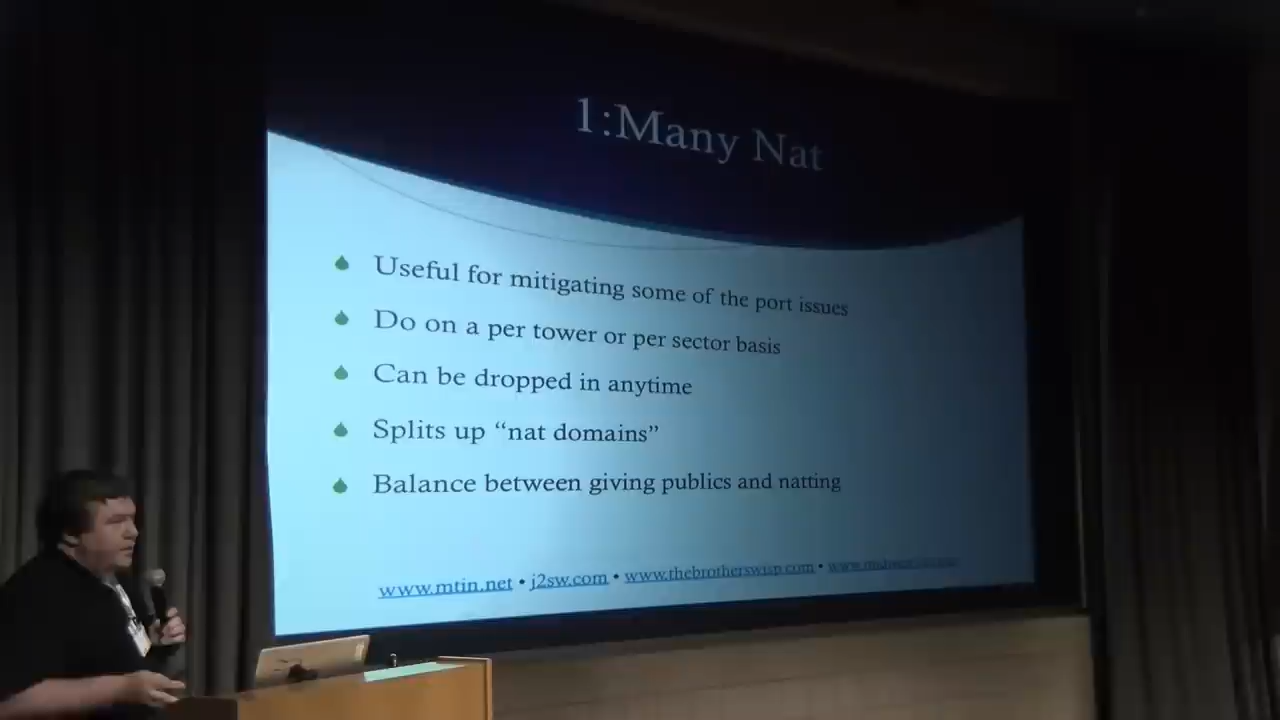 1:Many Nat
Useful for mitigating some of the port issues
Do on a per tower or per sector basis
Can be dropped in anytime
Splits up “nat domains”
Balance between giving publics and natting
www.mtin.net • j2sw.com • www.thebrotherswisp.com •